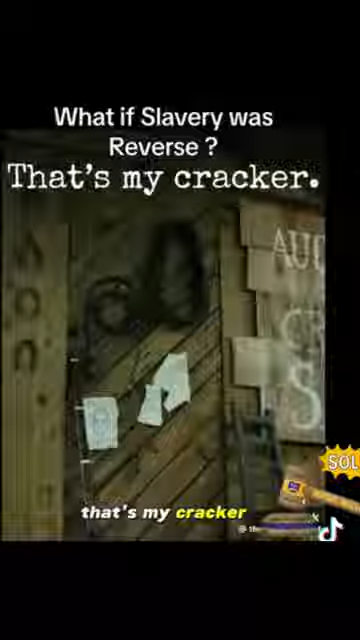 What if Slavery was
Reverse ?
That's my cracker.
AU
S
SOL
that's my cracker